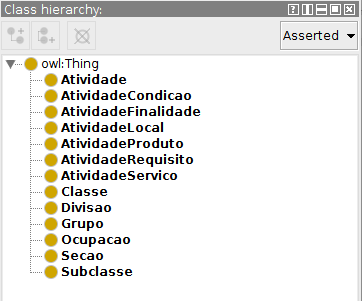 Class hierarchy:
Asserted
owl:Thing
Atividade
AtividadeCondicao
AtividadeFinalidade
AtividadeLocal
AtividadeProduto
AtividadeRequisito
AtividadeServico
Classe
Divisao
Grupo
Ocupacao
Secao
Subclasse